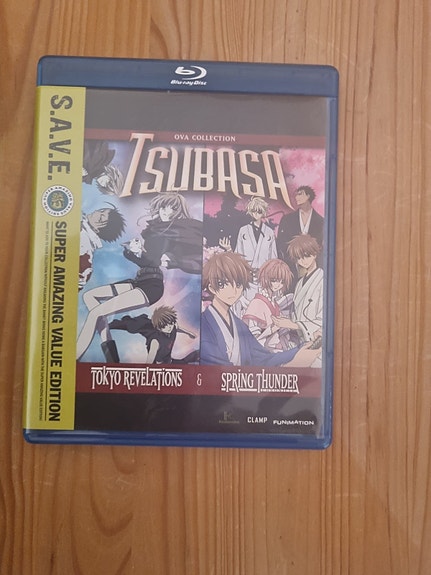 Blu-ray Disc
S.A.V.E.
SUPER AMAZING VALUE EDITION
OVA COLLECTION
TSUBASA
TOKYO REVELATIONS
&
SPRING THUNDER
CLAMP
FUNIMATION